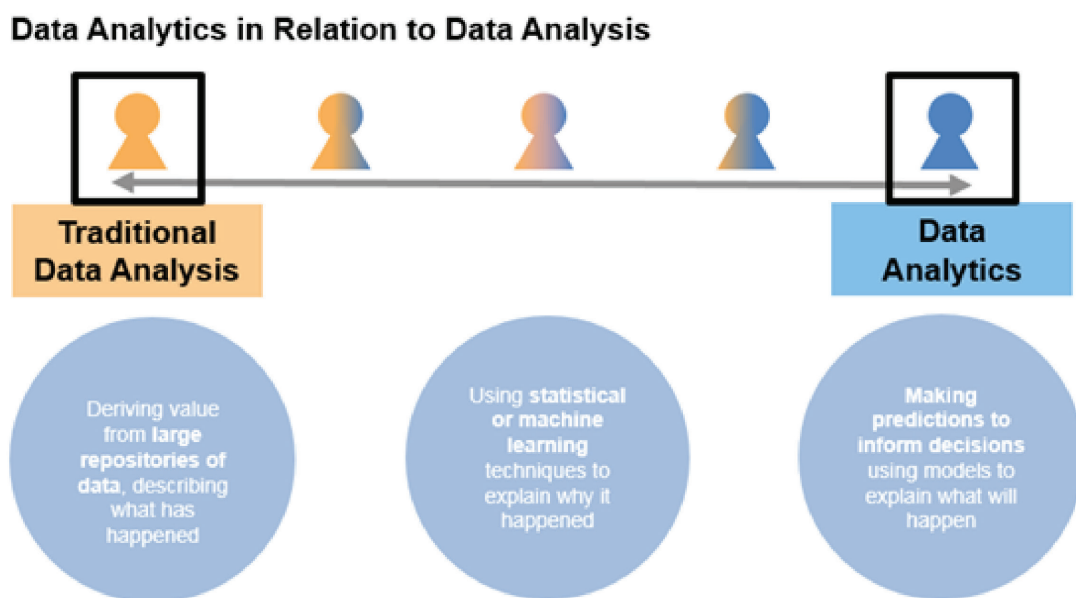 Data Analytics in Relation to Data Analysis
Traditional
Data Analysis
Data
Analytics
Deriving value
from large
repositories of
data, describing
what has
happened
Using statistical
or machine
learning
techniques to
explain why it
happened
Making
predictions to
inform decisions
using models to
explain what will
happen